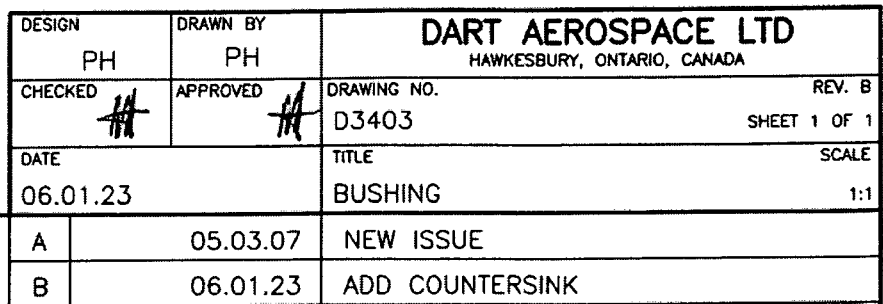 DESIGN
PH
DRAWN BY
PH
DART AEROSPACE LTD
HAWKESBURY, ONTARIO, CANADA
CHECKED
APPROVED
DRAWING NO.
D3403
REV. B
SHEET 1 OF 1
DATE
06.01.23
TITLE
BUSHING
SCALE
1:1
A 05.03.07 NEW ISSUE
B 06.01.23 ADD COUNTERSINK